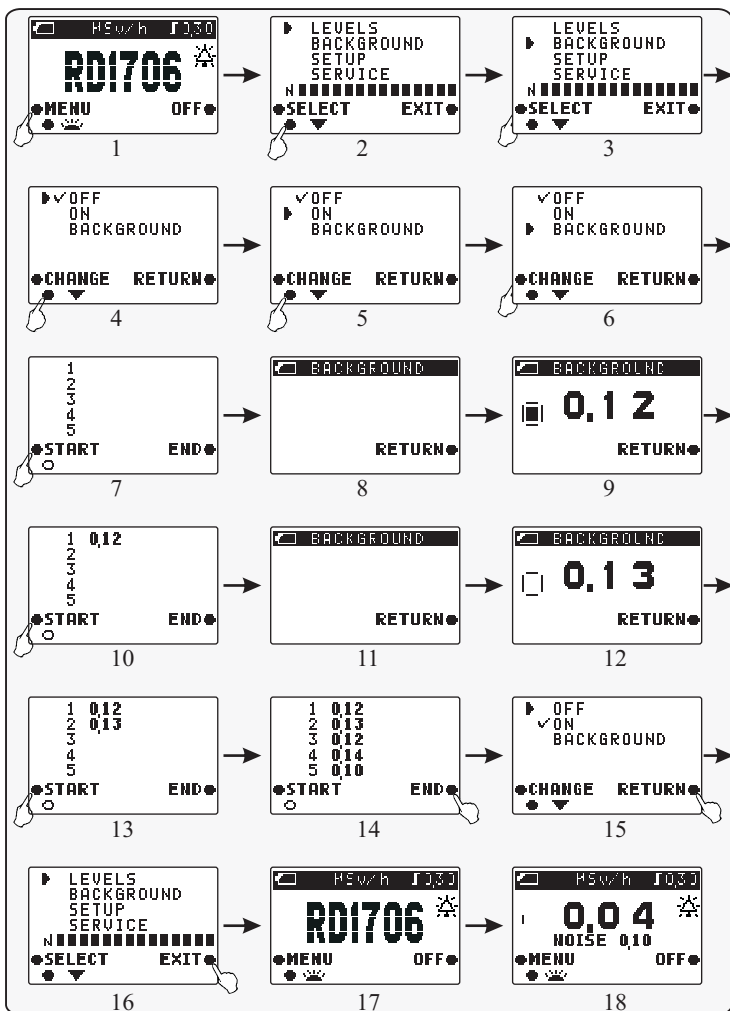 µSv/h 0,30
RD1706
MENU OFF
1
LEVELS
BACKGROUND
SETUP
SERVICE
N
SELECT EXIT
2
LEVELS
BACKGROUND
SETUP
SERVICE
N
SELECT EXIT
3
✓OFF
ON
BACKGROUND
CHANGE RETURN
4
✓OFF
ON
BACKGROUND
CHANGE RETURN
5
✓OFF
ON
BACKGROUND
CHANGE RETURN
6
1
2
3
4
5
START END
7
BACKGROUND
RETURN
8
BACKGROUND
0,12
RETURN
9
1 0,12
2
3
4
5
START END
10
BACKGROUND
RETURN
11
BACKGROUND
0,13
RETURN
12
1 0,12
2 0,13
3
4
5
START END
13
1 0,12
2 0,13
3 0,12
4 0,14
5 0,10
START END
14
OFF
✓ON
BACKGROUND
CHANGE RETURN
15
LEVELS
BACKGROUND
SETUP
SERVICE
N
SELECT EXIT
16
µSv/h 0,30
RD1706
MENU OFF
17
µSv/h 0,30
0,04
NOISE 0,10
MENU OFF
18